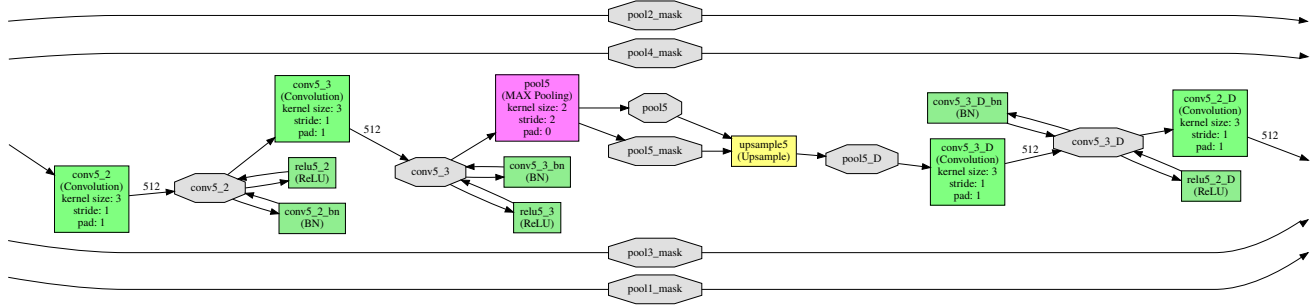 pool2_mask
pool4_mask
conv5_2
(Convolution)
kernel size: 3
stride: 1
pad: 1
512
conv5_2
conv5_3
(Convolution)
kernel size: 3
stride: 1
pad: 1
relu5_2
(ReLU)
conv5_2_bn
(BN)
512
conv5_3
pool5
(MAX Pooling)
kernel size: 2
stride: 2
pad: 0
conv5_3_bn
(BN)
relu5_3
(ReLU)
pool5
pool5_mask
upsample5
(Upsample)
pool5_D
conv5_3_D_bn
(BN)
conv5_3_D
(Convolution)
kernel size: 3
stride: 1
pad: 1
512
conv5_3_D
conv5_2_D
(Convolution)
kernel size: 3
stride: 1
pad: 1
512
relu5_2_D
(ReLU)
pool3_mask
pool1_mask